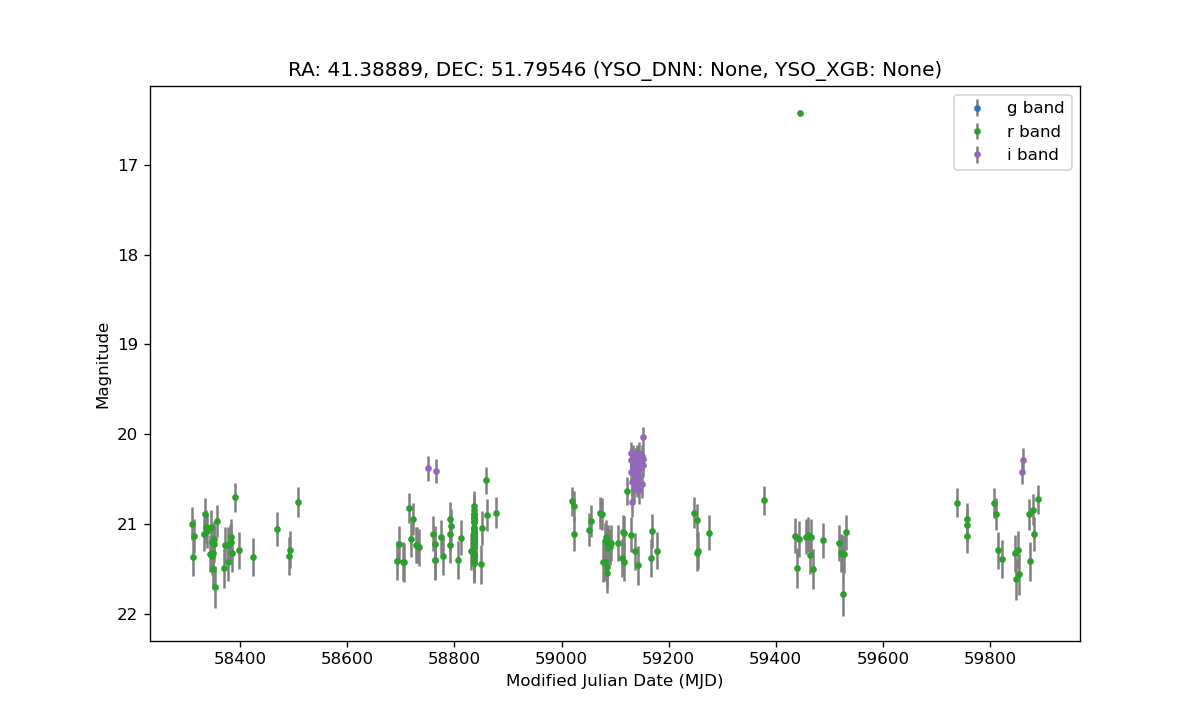 RA: 41.38889, DEC: 51.79546 (YSO_DNN: None, YSO_XGB: None)
g band
r band
i band
17
18
19
20
21
22
Magnitude
58400 58600 58800 59000 59200 59400 59600 59800
Modified Julian Date (MJD)